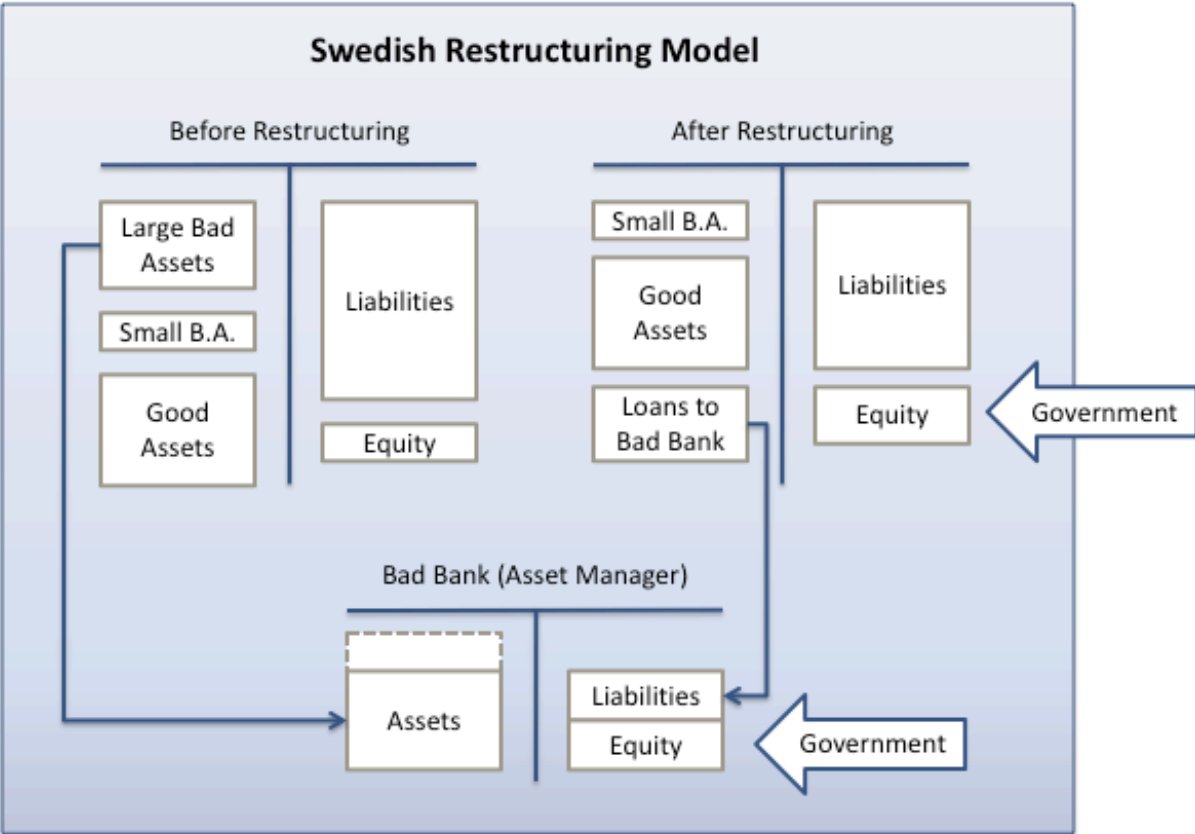 Swedish Restructuring Model
Before Restructuring
Large Bad
Assets
Small B.A.
Good
Assets
Liabilities
Equity
After Restructuring
Small B.A.
Good
Assets
Loans to
Bad Bank
Liabilities
Equity
Government
Bad Bank (Asset Manager)
Assets
Liabilities
Equity
Government